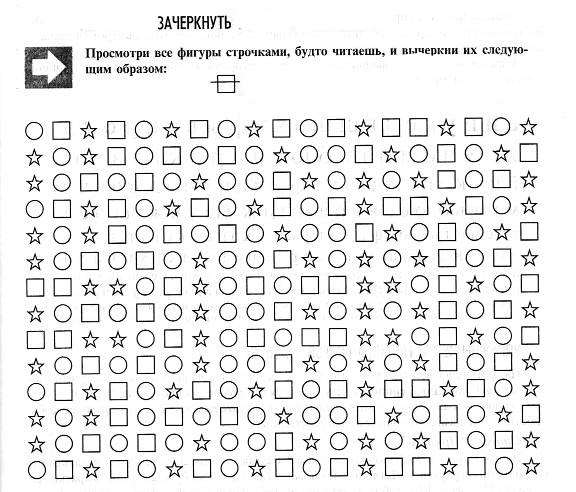 ЗАЧЕРКНУТЬ
Просмотри все фигуры строчками, будто читаешь, и вычеркни их следую-
щим образом: